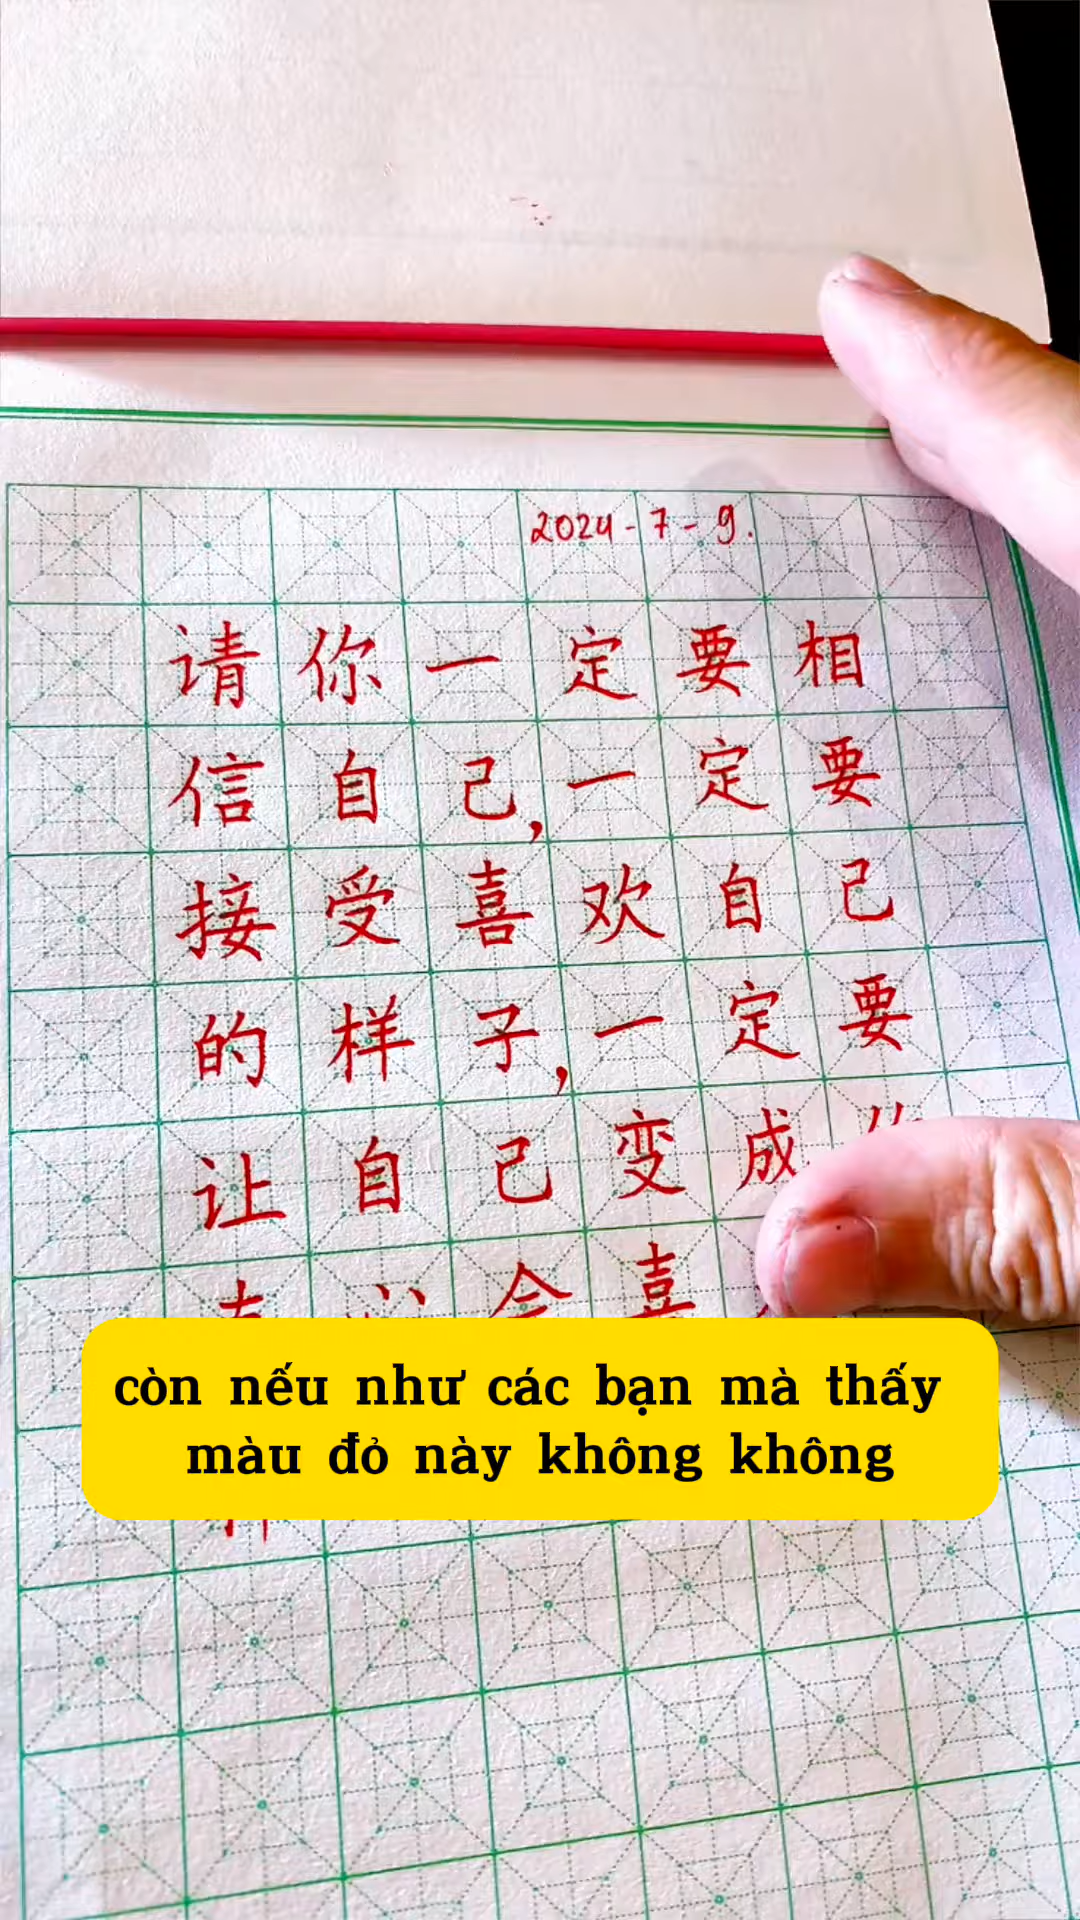 2024-7-9.
请你一定要相
信自己,一定要
接受喜欢自己
的样子,一定要
让自己变成
会喜
còn nếu như các bạn mà thấy
màu đỏ này không không